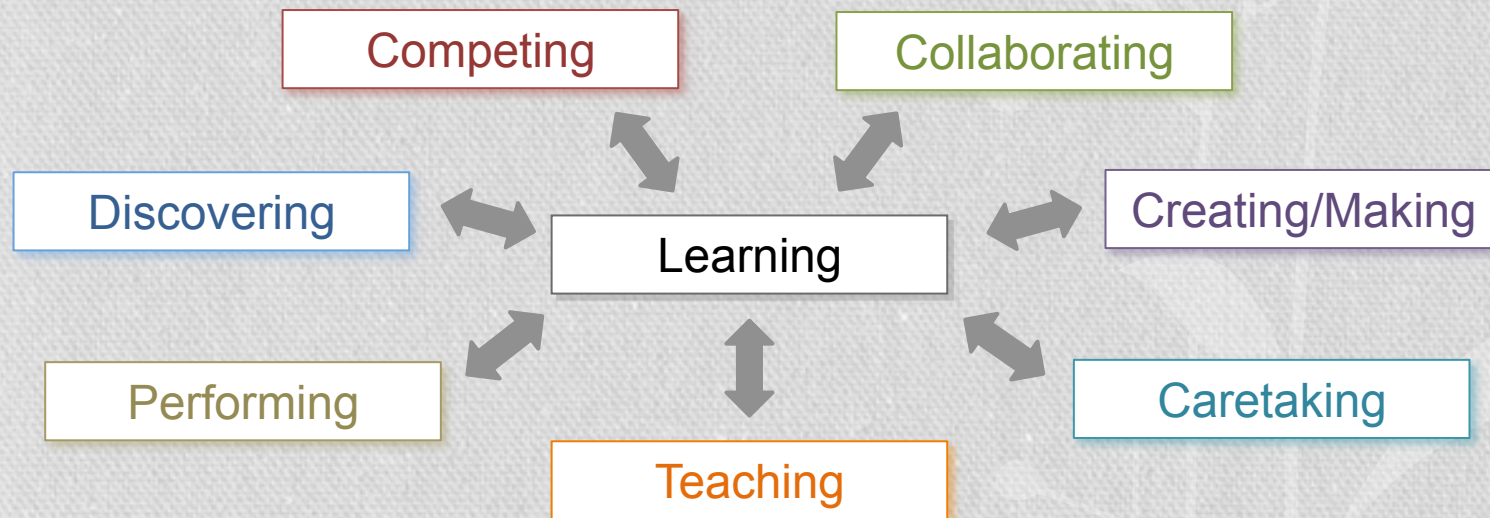 Competing
Collaborating
Discovering
Creating/Making
Learning
Performing
Caretaking
Teaching